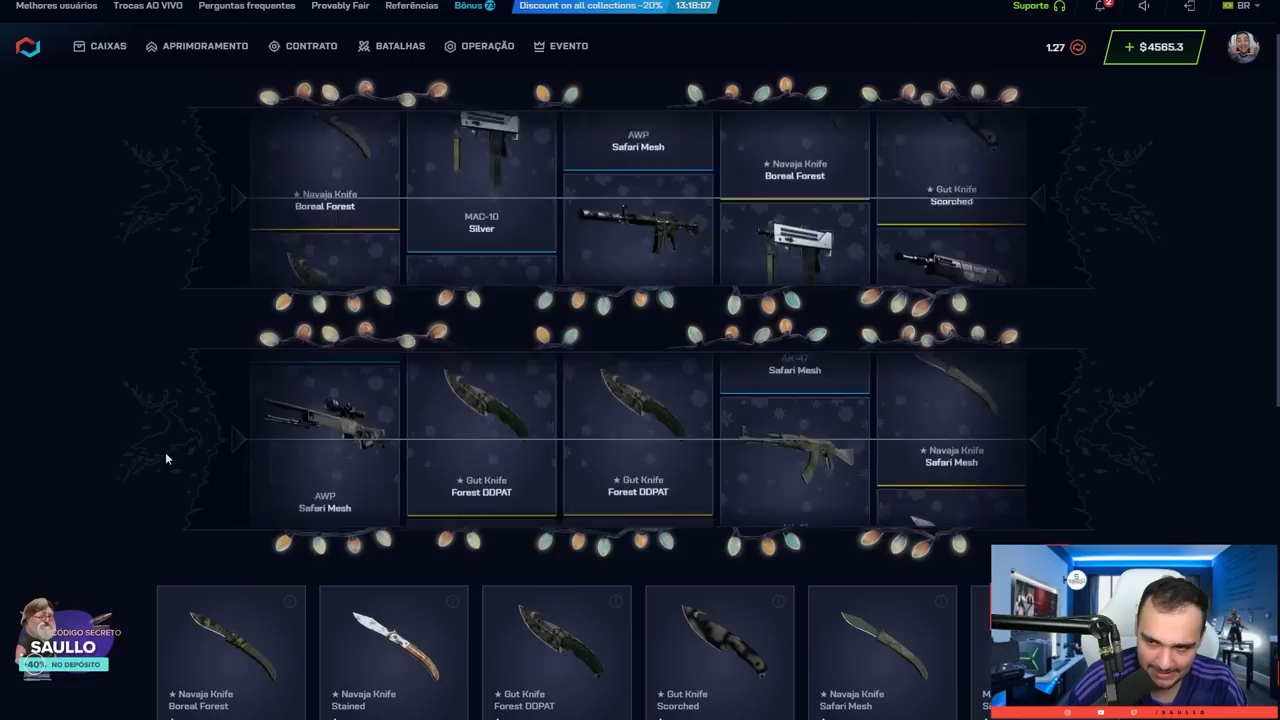 Melhores usuários Trocas AO VIVO Perguntas frequentes Provably Fair Referências Bônus Discount on all collections -20% 13:18:07 Suporte 2 BR
CAIXAS APRIMORAMENTO CONTRATO BATALHAS OPERAÇÃO EVENTO 1.27 + $4565.3
AWP
Safari Mesh
★ Navaja Knife
Boreal Forest
★ Gut Knife
Scorched
★ Navaja Knife
Boreal Forest
MAC-10
Silver
AK-47
Safari Mesh
★ Navaja Knife
Safari Mesh
★ Gut Knife
Forest DDPAT
★ Gut Knife
Forest DDPAT
AWP
Safari Mesh
CÓDIGO SECRETO
SAULLO
+40% NO DEPÓSITO
★ Navaja Knife
Boreal Forest
★ Navaja Knife
Stained
★ Gut Knife
Forest DDPAT
★ Gut Knife
Scorched
★ Navaja Knife
Safari Mesh
/SAULLO